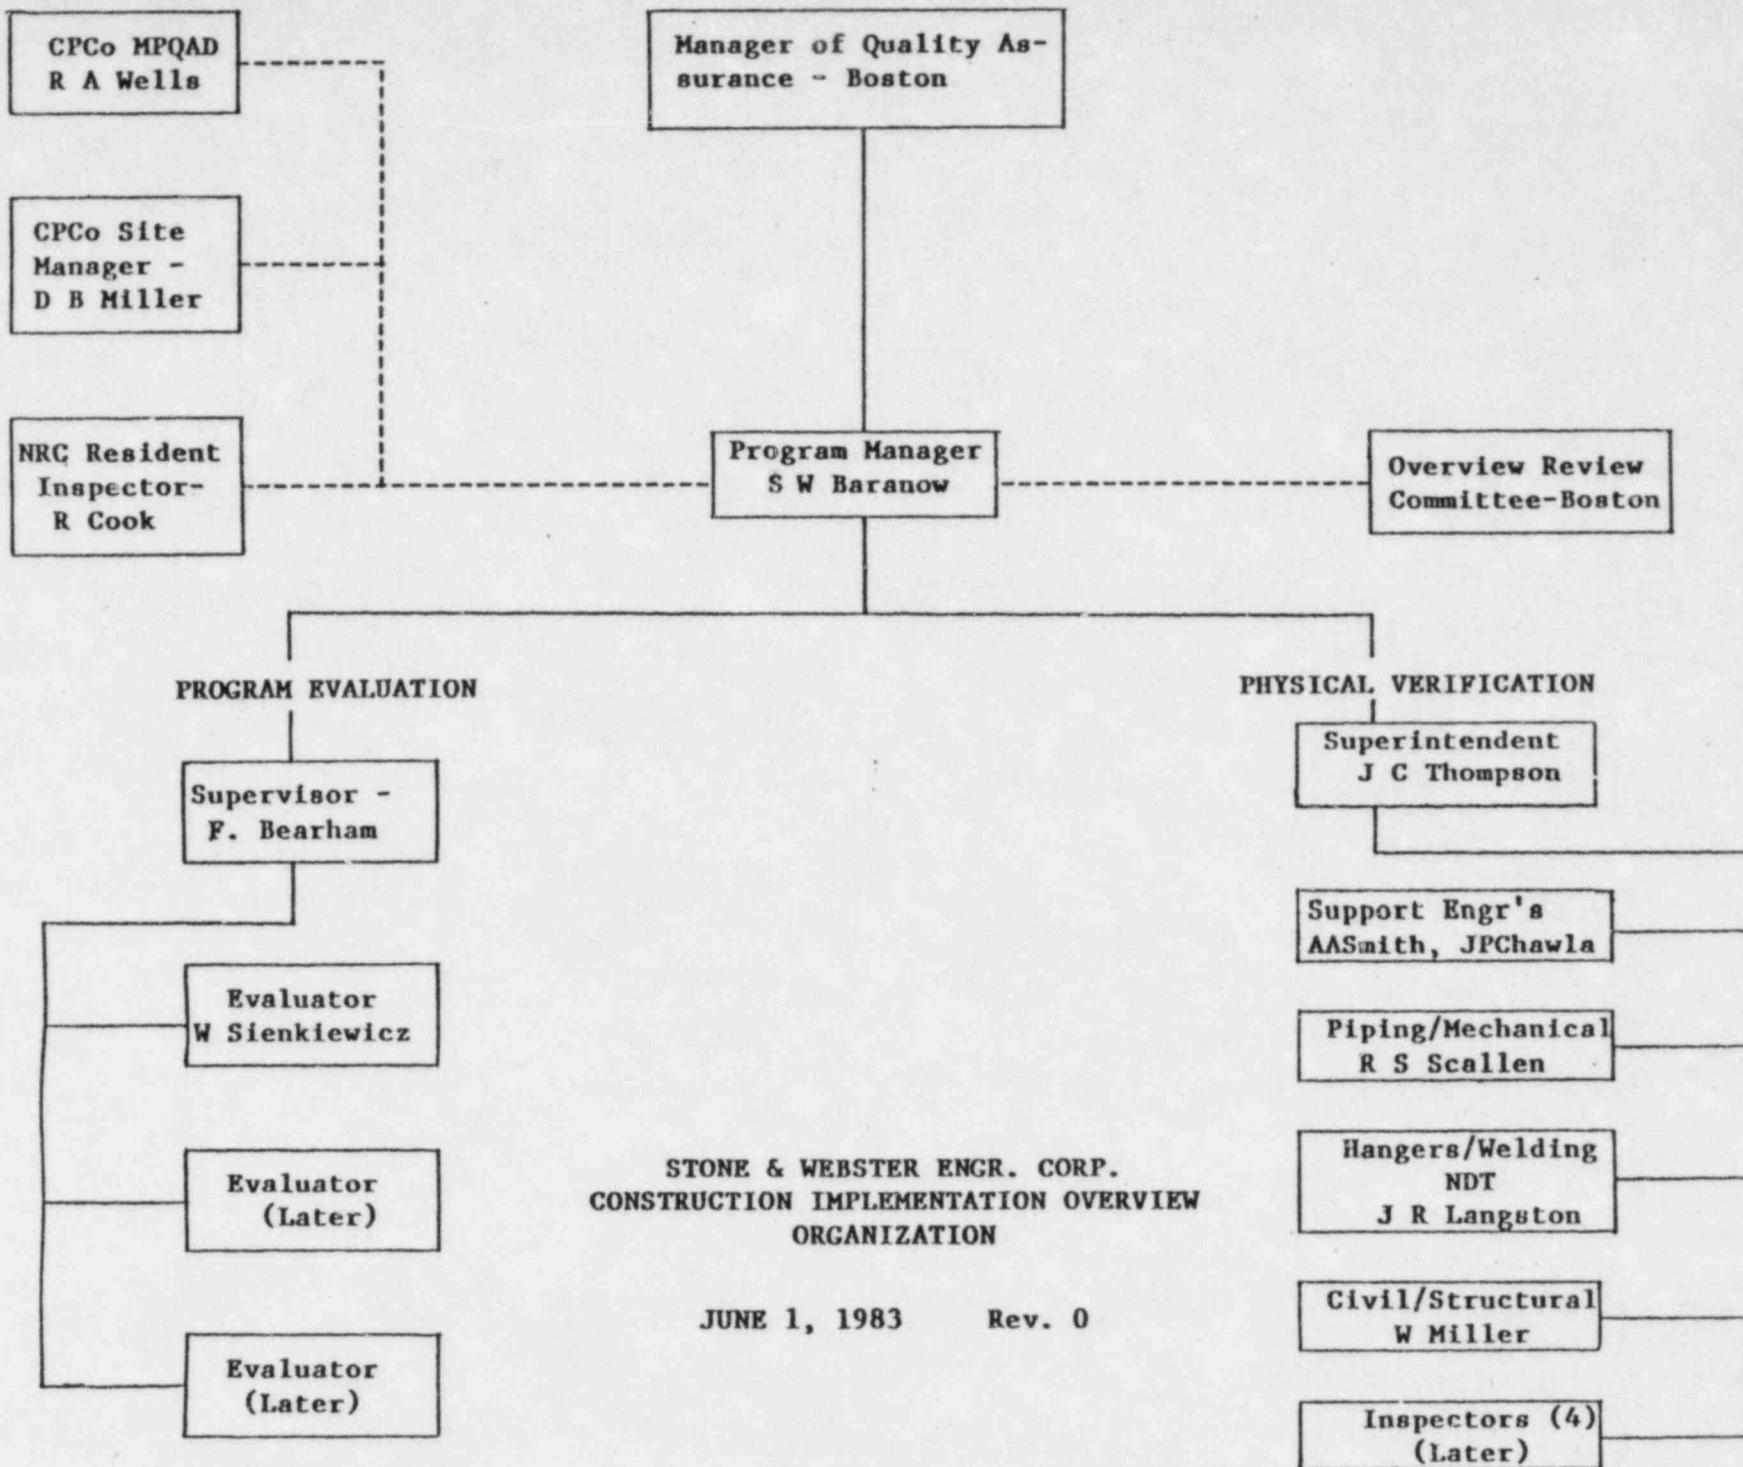 CPCo MPQAD
R A Wells
Manager of Quality As-
surance - Boston
CPCo Site
Manager -
D B Miller
NRC Resident
Inspector-
R Cook
Program Manager
S W Baranow
Overview Review
Committee-Boston
PROGRAM EVALUATION
Supervisor -
F. Bearham
Evaluator
W Sienkiewicz
Evaluator
(Later)
Evaluator
(Later)
PHYSICAL VERIFICATION
Superintendent
J C Thompson
Support Engr's
AASmith, JPChawla
Piping/Mechanical
R S Scallen
Hangers/Welding
NDT
J R Langston
Civil/Structural
W Miller
Inspectors (4)
(Later)
STONE & WEBSTER ENGR. CORP.
CONSTRUCTION IMPLEMENTATION OVERVIEW
ORGANIZATION
JUNE 1, 1983 Rev. 0